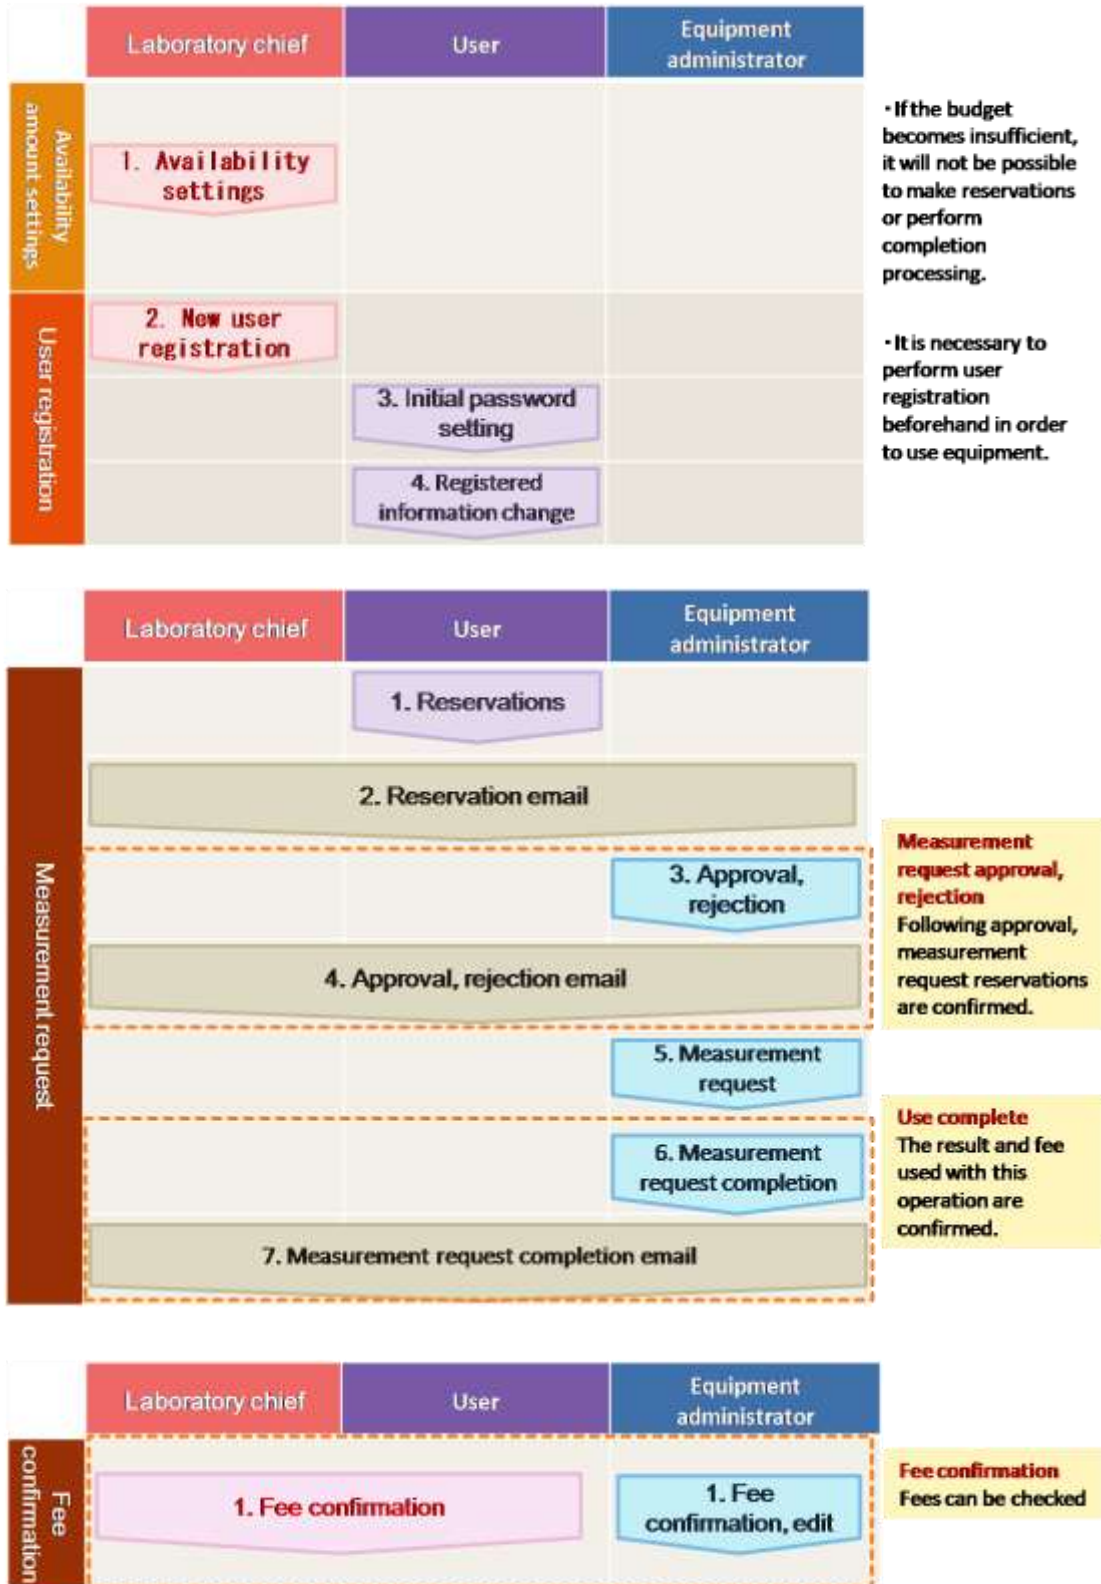 Laboratory chief
User
Equipment
administrator
Availability
amount settings
1. Availability
settings
・If the budget
becomes insufficient,
it will not be possible
to make reservations
or perform
completion
processing.
User registration
2. New user
registration
3. Initial password
setting
4. Registered
information change
・It is necessary to
perform user
registration
beforehand in order
to use equipment.
Laboratory chief
User
Equipment
administrator
Measurement request
1. Reservations
2. Reservation email
3. Approval,
rejection
4. Approval, rejection email
Measurement
request approval,
rejection
Following approval,
measurement
request reservations
are confirmed.
5. Measurement
request
6. Measurement
request completion
7. Measurement request completion email
Use complete
The result and fee
used with this
operation are
confirmed.
Laboratory chief
User
Equipment
administrator
Fee
confirmation
1. Fee confirmation
1. Fee
confirmation, edit
Fee confirmation
Fees can be checked